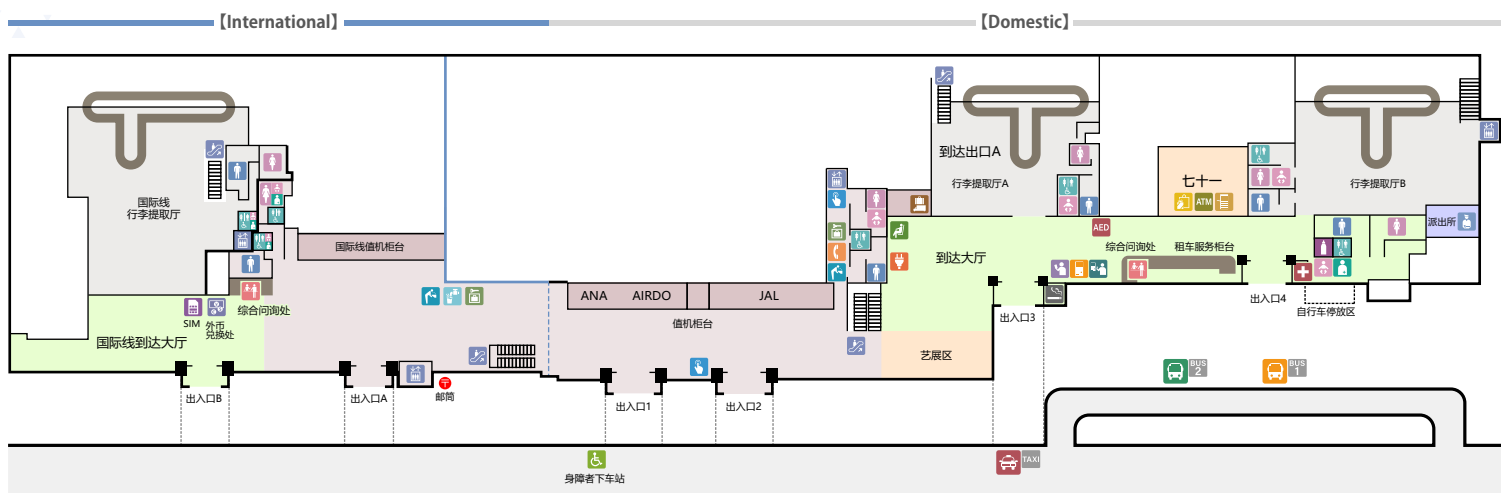 【International】
【Domestic】
国际线
行李提取厅
国际线值机柜台
SIM
外币
兑换处
综合问询处
国际线到达大厅
出入口B
出入口A
邮筒
ANA
AIRDO
JAL
值机柜台
出入口1
出入口2
身障者下车站
到达出口A
行李提取厅A
到达大厅
艺展区
出入口3
七十一
ATM
AED
综合问询处
租车服务柜台
行李提取厅B
派出所
出入口4
自行车停放区
BUS
2
BUS
1
TAXI